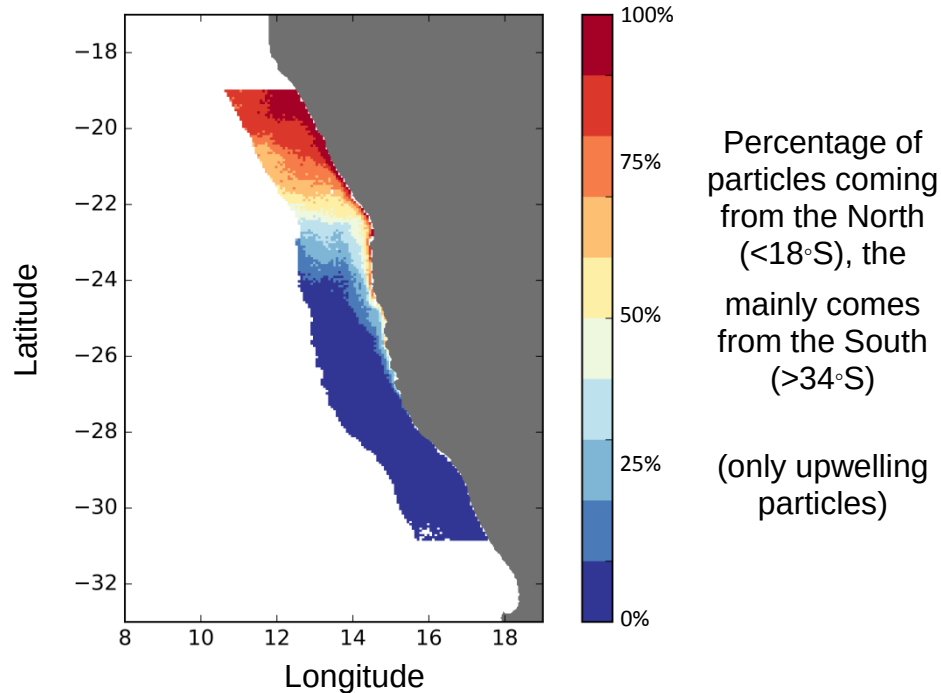 −18
−20
−22
−24
−26
−28
−30
−32
Latitude
8 10 12 14 16 18
Longitude
100%
75%
50%
25%
0%
Percentage of
particles coming
from the North
(<18◦S), the
mainly comes
from the South
(>34◦S)
(only upwelling
particles)